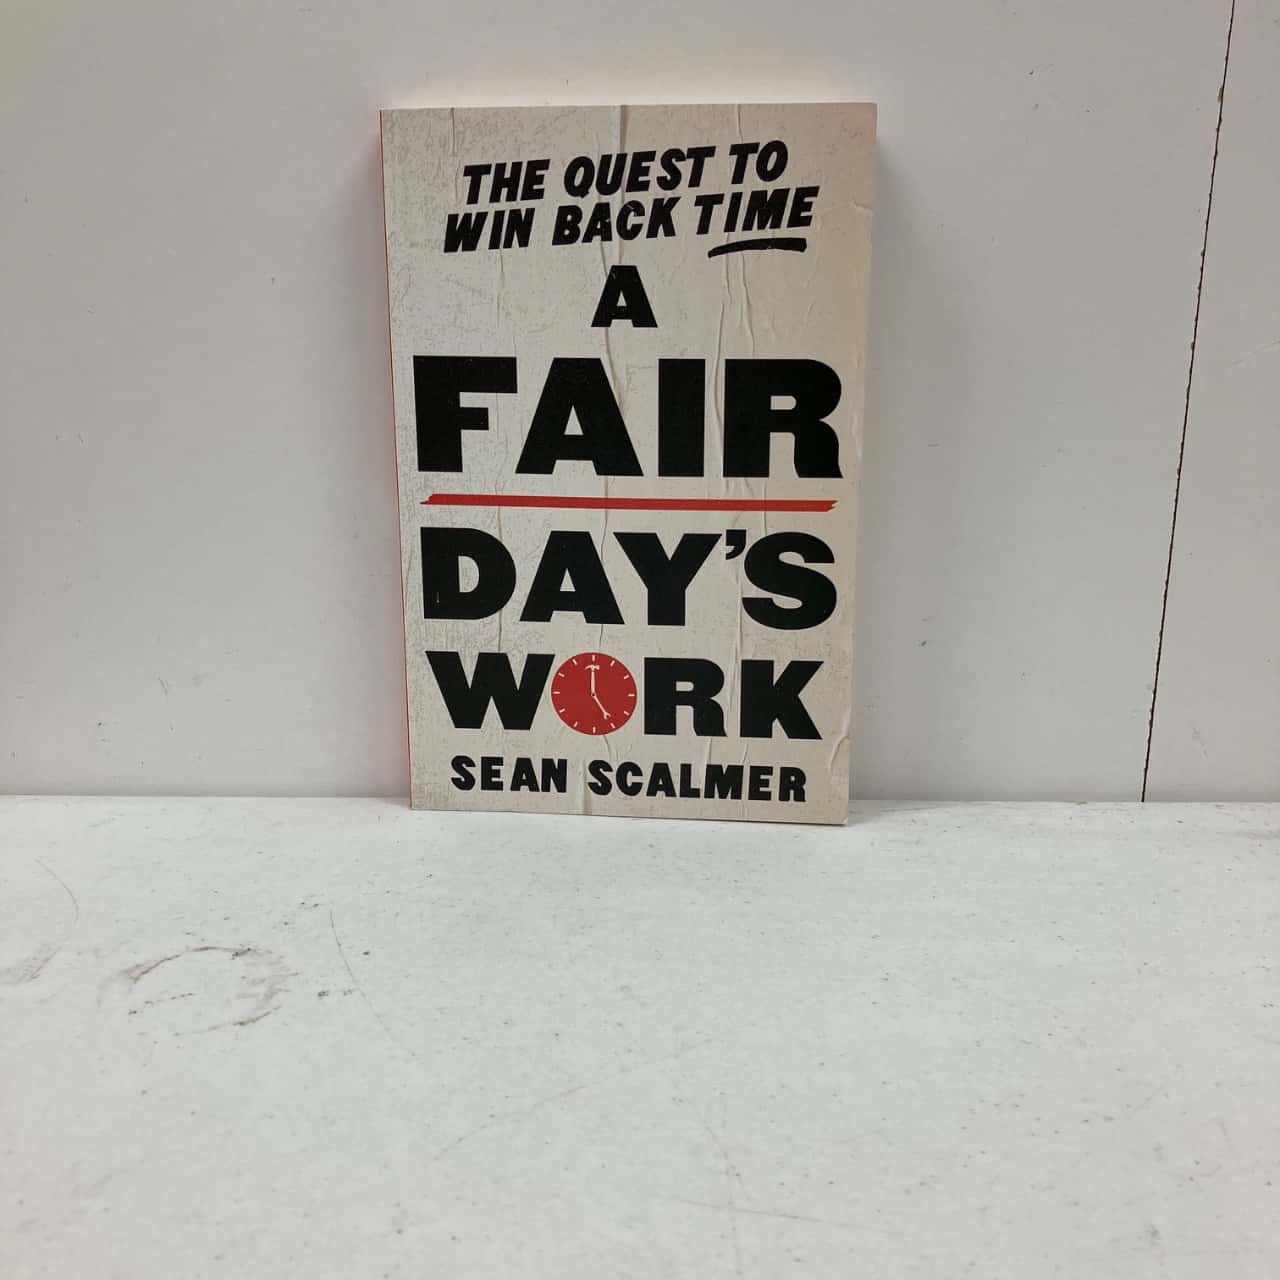 THE QUEST TO
WIN BACK TIME
A
FAIR
DAY'S
WORK
SEAN SCALMER